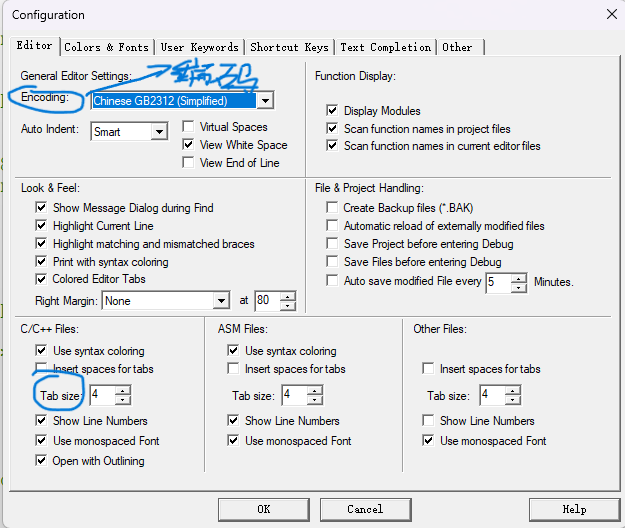 Configuration
Editor Colors & Fonts User Keywords Shortcut Keys Text Completion Other
General Editor Settings:
编码
Encoding: Chinese GB2312 (Simplified)
Auto Indent: Smart
Virtual Spaces
View White Space
View End of Line
Function Display:
Display Modules
Scan function names in project files
Scan function names in current editor files
Look & Feel:
Show Message Dialog during Find
Highlight Current Line
Highlight matching and mismatched braces
Print with syntax coloring
Colored Editor Tabs
Right Margin: None at 80
File & Project Handling:
Create Backup files (*.BAK)
Automatic reload of externally modified files
Save Project before entering Debug
Save Files before entering Debug
Auto save modified File every 5 Minutes.
C/C++ Files:
Use syntax coloring
Insert spaces for tabs
Tab size: 4
Show Line Numbers
Use monospaced Font
Open with Outlining
ASM Files:
Use syntax coloring
Insert spaces for tabs
Tab size: 4
Show Line Numbers
Use monospaced Font
Other Files:
Insert spaces for tabs
Tab size: 4
Show Line Numbers
Use monospaced Font
OK Cancel Help